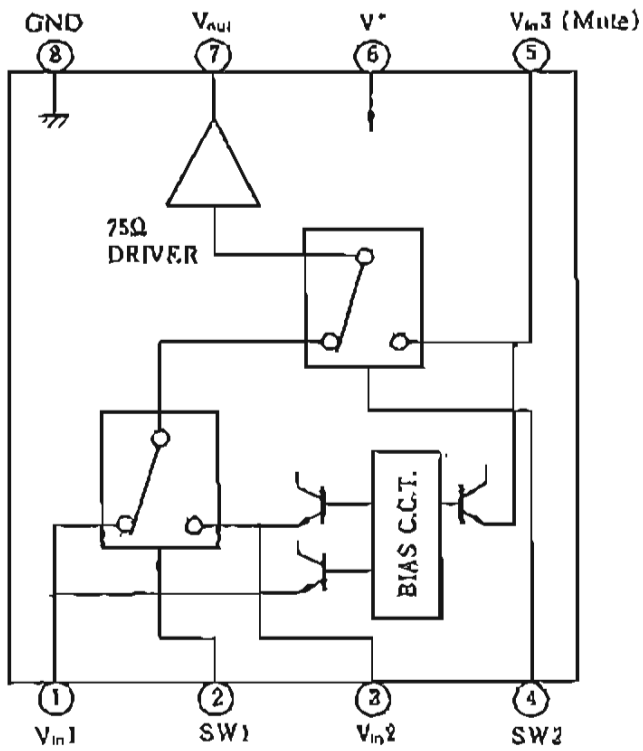 GND Vout V+ Vin3 (Mute)
8 7 6 5
75Ω
DRIVER
BIAS C.C.T.
1 2 3 4
Vin1 SW1 Vin2 SW2